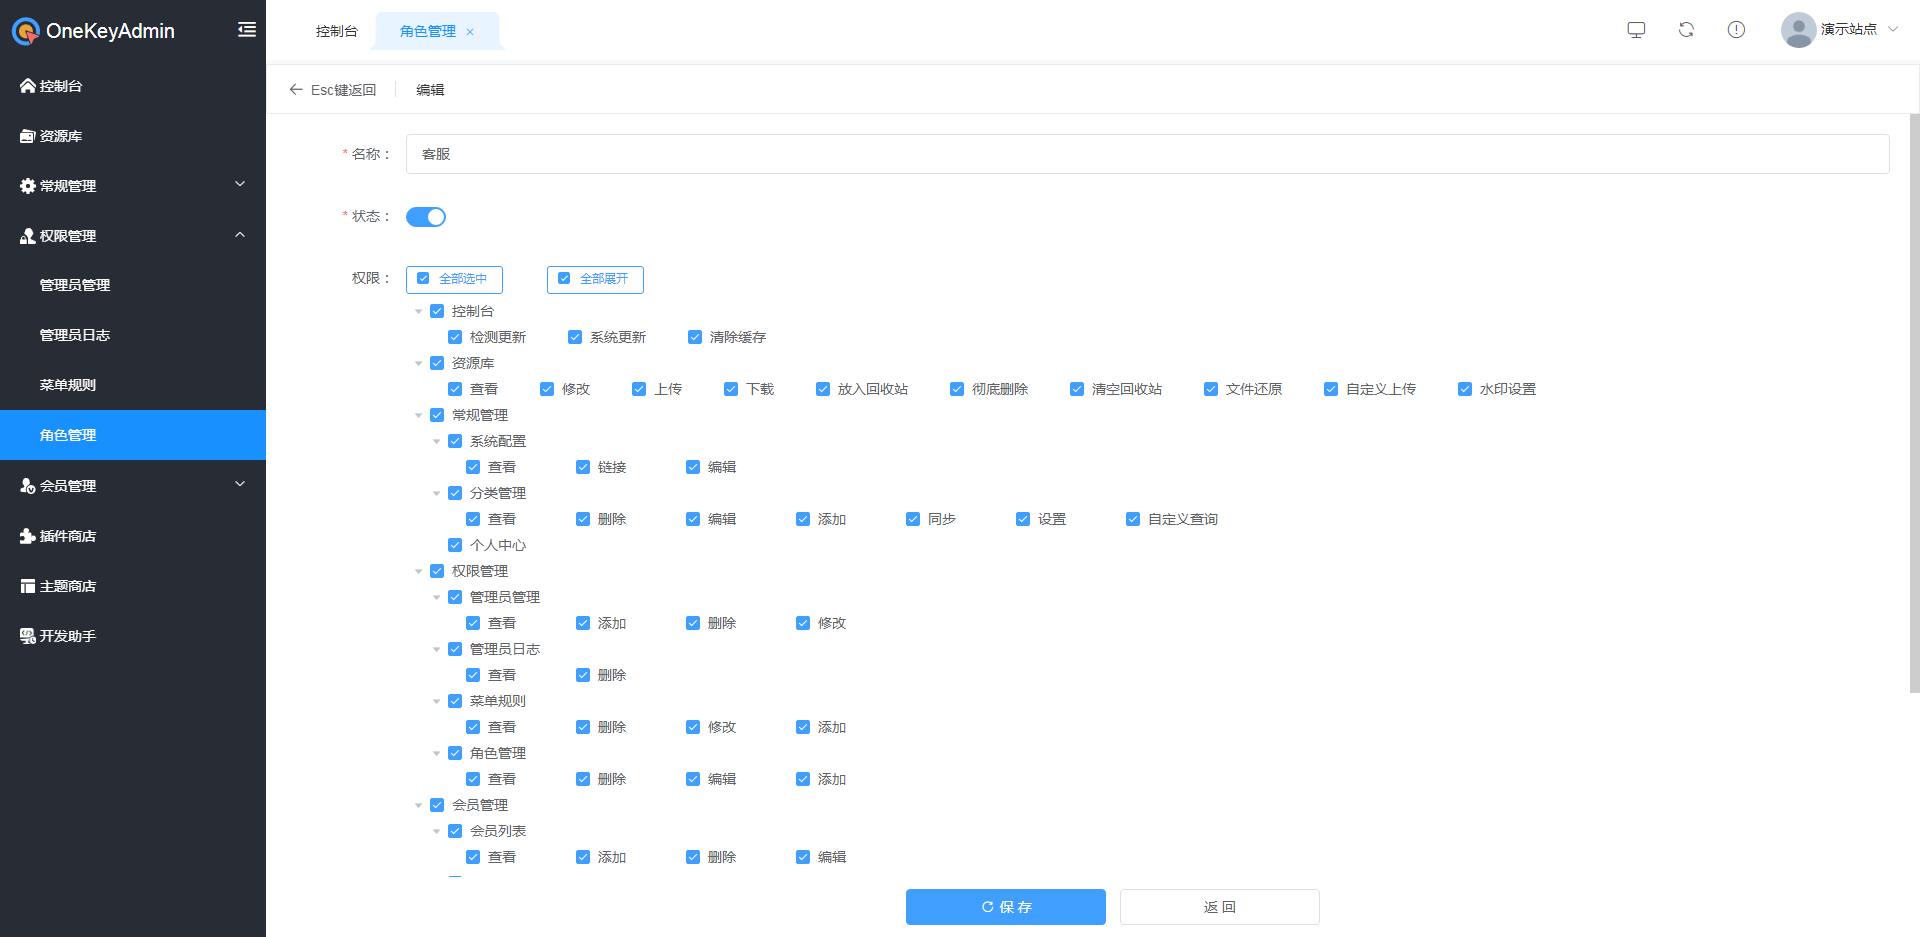 OneKeyAdmin
控制台
资源库
常规管理
权限管理
管理员管理
管理员日志
菜单规则
角色管理
会员管理
插件商店
主题商店
开发助手
控制台 角色管理 ×
演示站点
Esc键返回 编辑
* 名称： 客服
* 状态：
权限： 全部选中 全部展开
控制台
检测更新 系统更新 清除缓存
资源库
查看 修改 上传 下载 放入回收站 彻底删除 清空回收站 文件还原 自定义上传 水印设置
常规管理
系统配置
查看 链接 编辑
分类管理
查看 删除 编辑 添加 同步 设置 自定义查询
个人中心
权限管理
管理员管理
查看 添加 删除 修改
管理员日志
查看 删除
菜单规则
查看 删除 修改 添加
角色管理
查看 删除 编辑 添加
会员管理
会员列表
查看 添加 删除 编辑
保 存 返 回